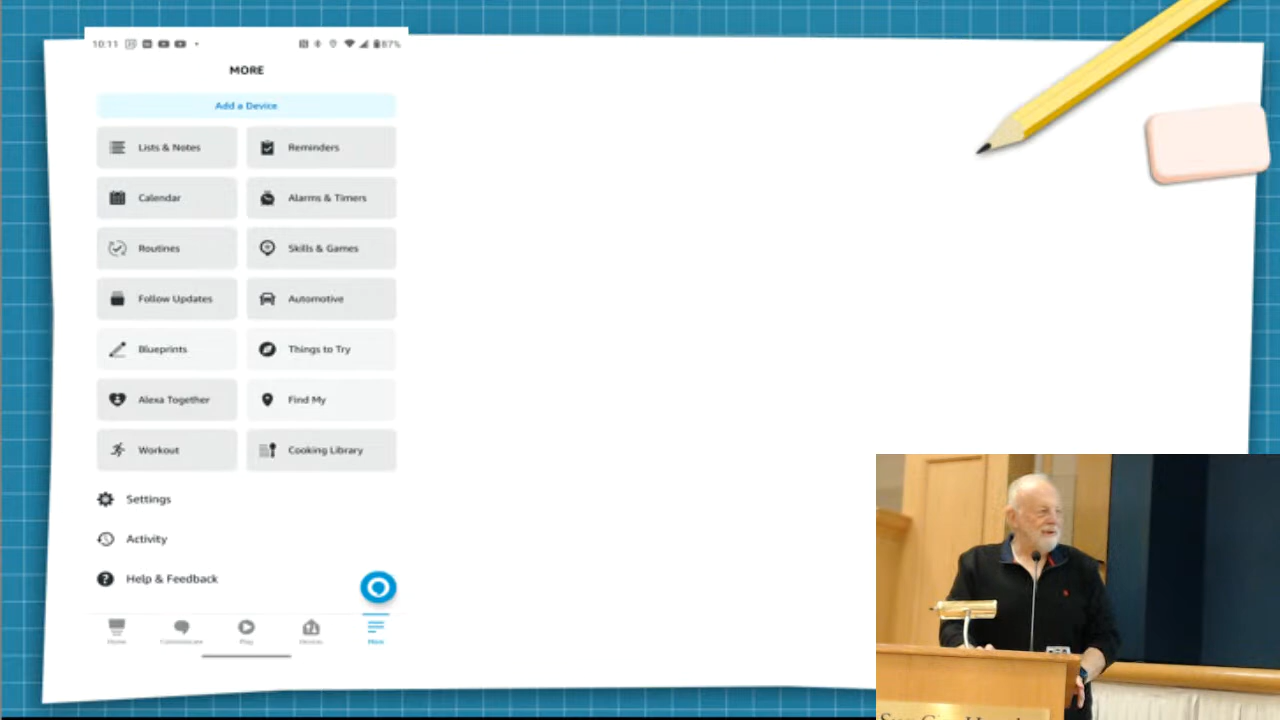 10:11 87%
MORE
Add a Device
Lists & Notes Reminders
Calendar Alarms & Timers
Routines Skills & Games
Follow Updates Automotive
Blueprints Things to Try
Alexa Together Find My
Workout Cooking Library
Settings
Activity
Help & Feedback
Home Communicate Play Devices More
Sun City